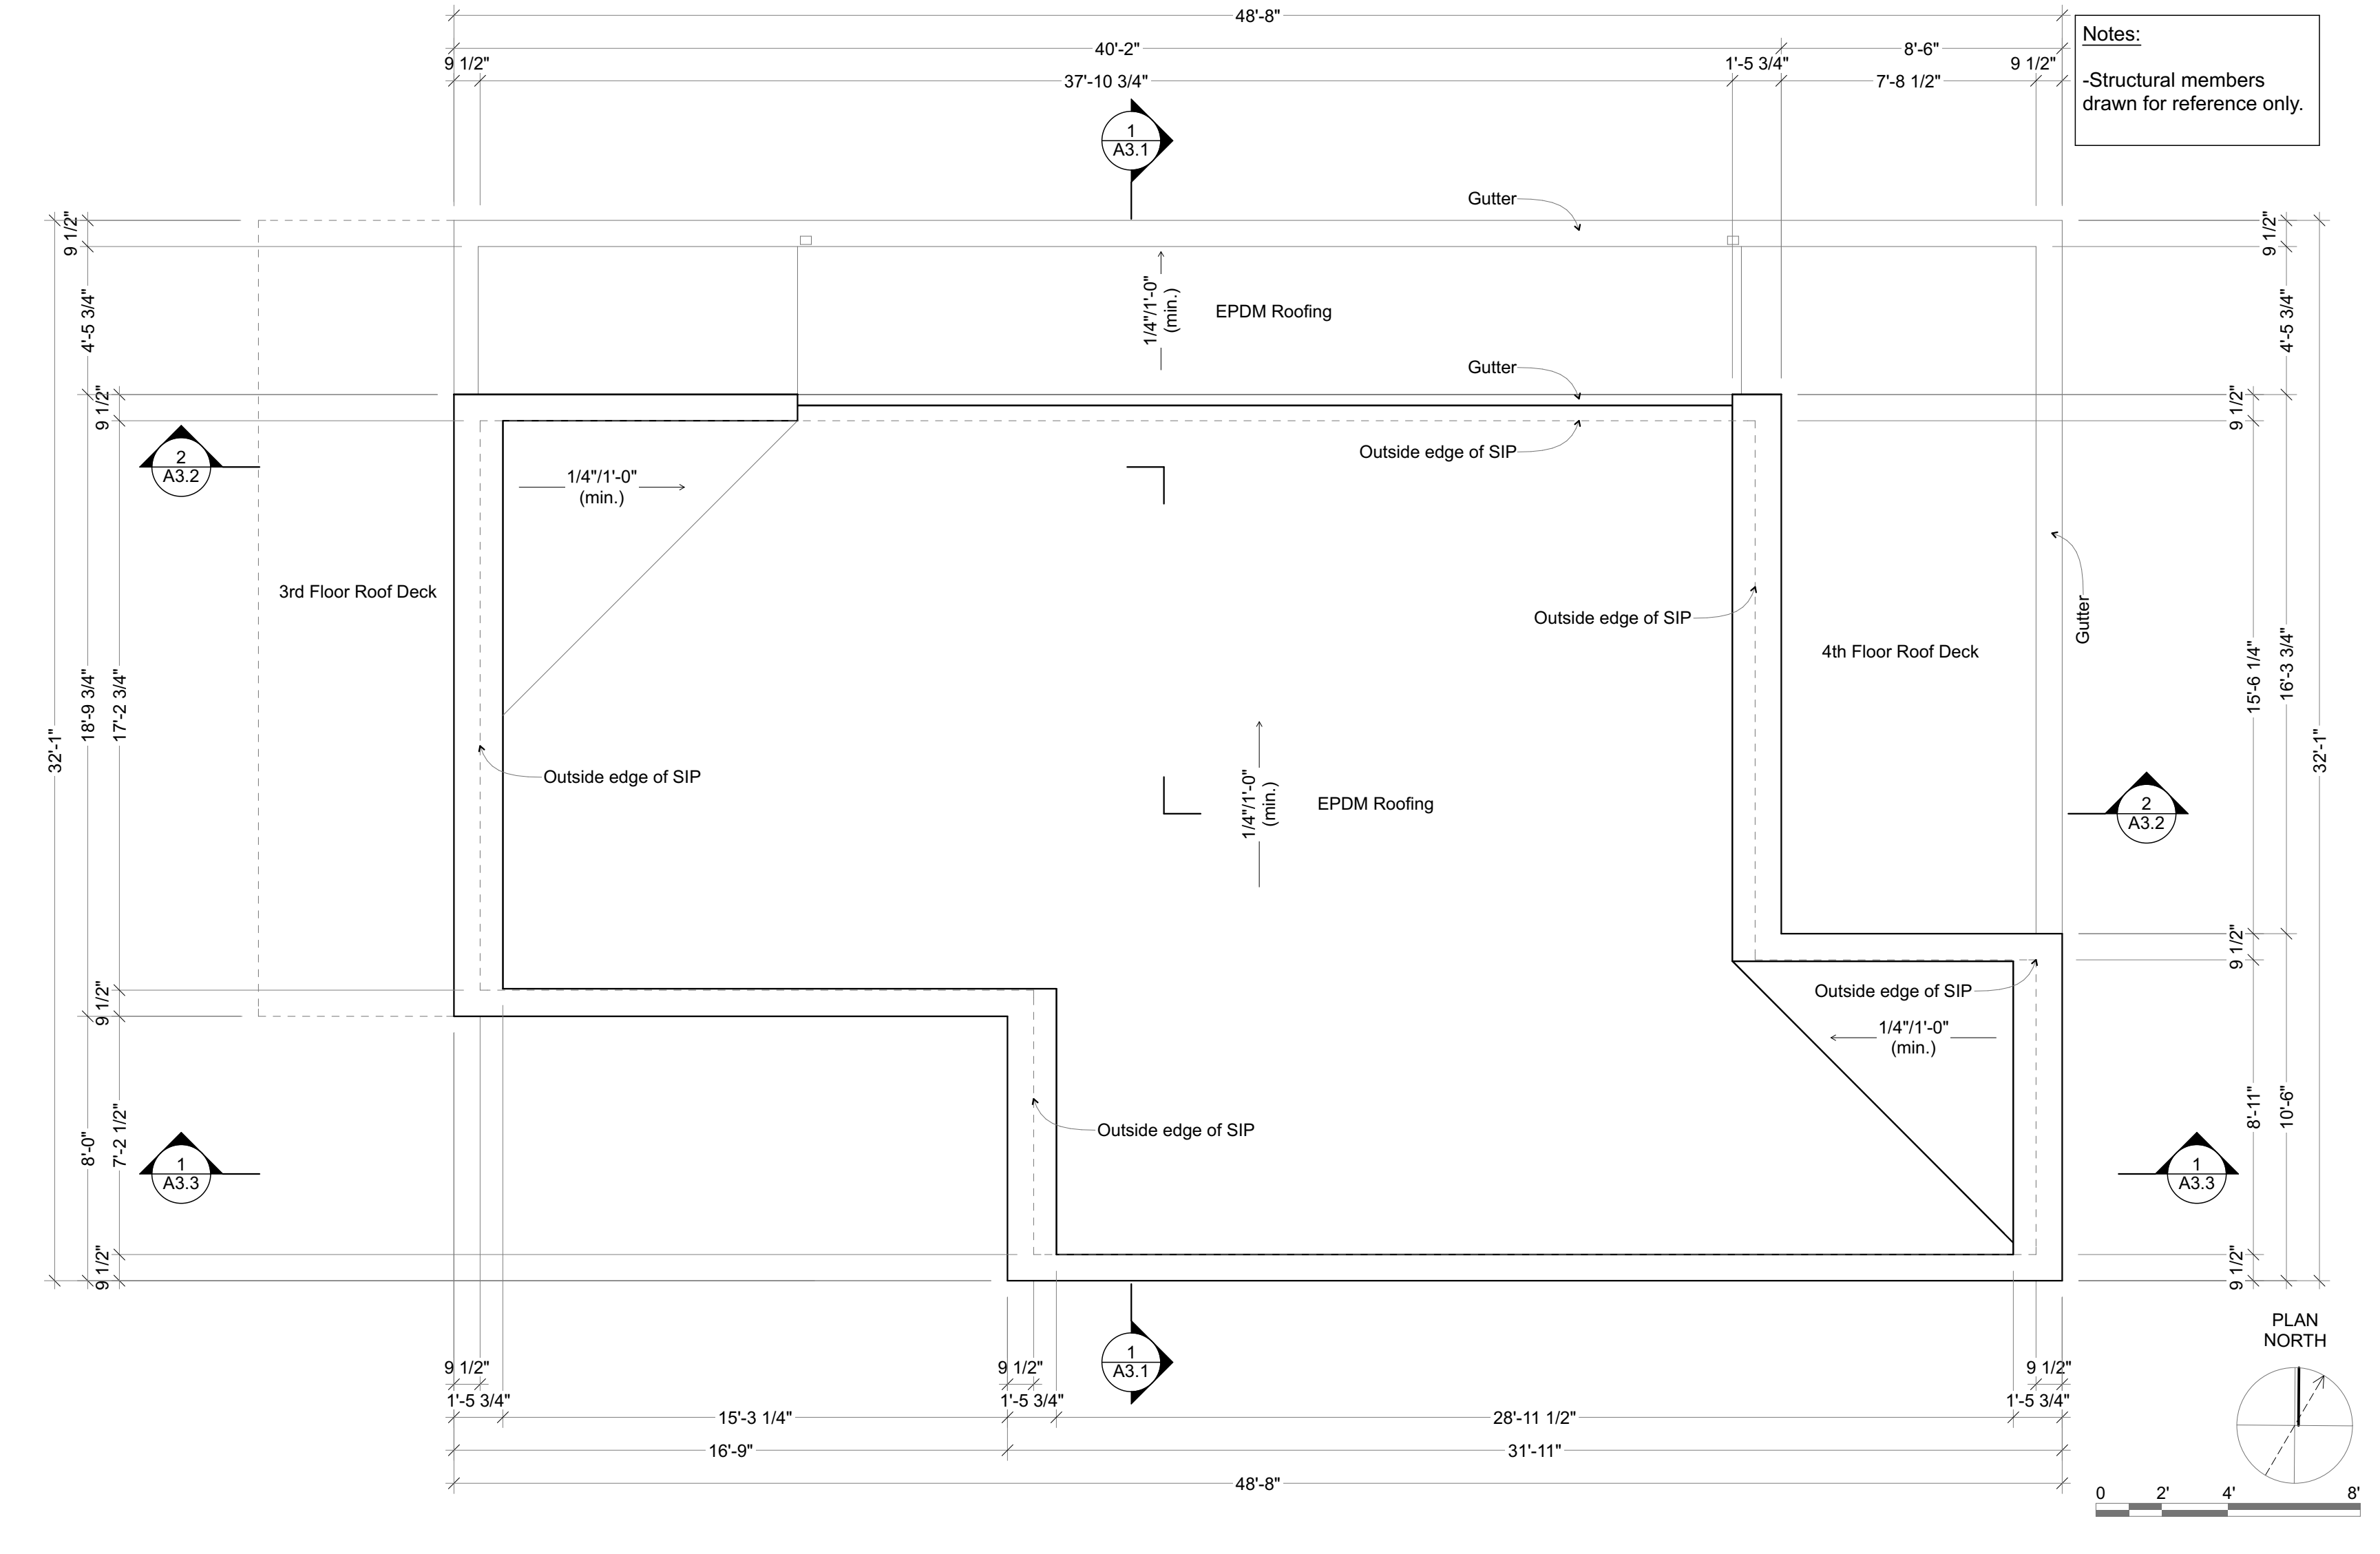 48'-8"
40'-2"
8'-6"
9 1/2"
1'-5 3/4"
9 1/2"
37'-10 3/4"
7'-8 1/2"
Notes:
-Structural members
drawn for reference only.
1
A3.1
Gutter
9 1/2"
9 1/2"
4'-5 3/4"
1/4"/1'-0"
(min.)
EPDM Roofing
4'-5 3/4"
Gutter
9 1/2"
9 1/2"
Outside edge of SIP
2
A3.2
1/4"/1'-0"
(min.)
3rd Floor Roof Deck
Outside edge of SIP
Gutter
4th Floor Roof Deck
32'-1"
18'-9 3/4"
17'-2 3/4"
15'-6 1/4"
16'-3 3/4"
32'-1"
Outside edge of SIP
1/4"/1'-0"
(min.)
EPDM Roofing
2
A3.2
9 1/2"
9 1/2"
Outside edge of SIP
1/4"/1'-0"
(min.)
8'-0"
7'-2 1/2"
8'-11"
10'-6"
Outside edge of SIP
1
A3.3
1
A3.3
9 1/2"
9 1/2"
PLAN
NORTH
1
A3.1
9 1/2"
9 1/2"
9 1/2"
1'-5 3/4"
1'-5 3/4"
1'-5 3/4"
15'-3 1/4"
28'-11 1/2"
16'-9"
31'-11"
48'-8"
0 2' 4' 8'